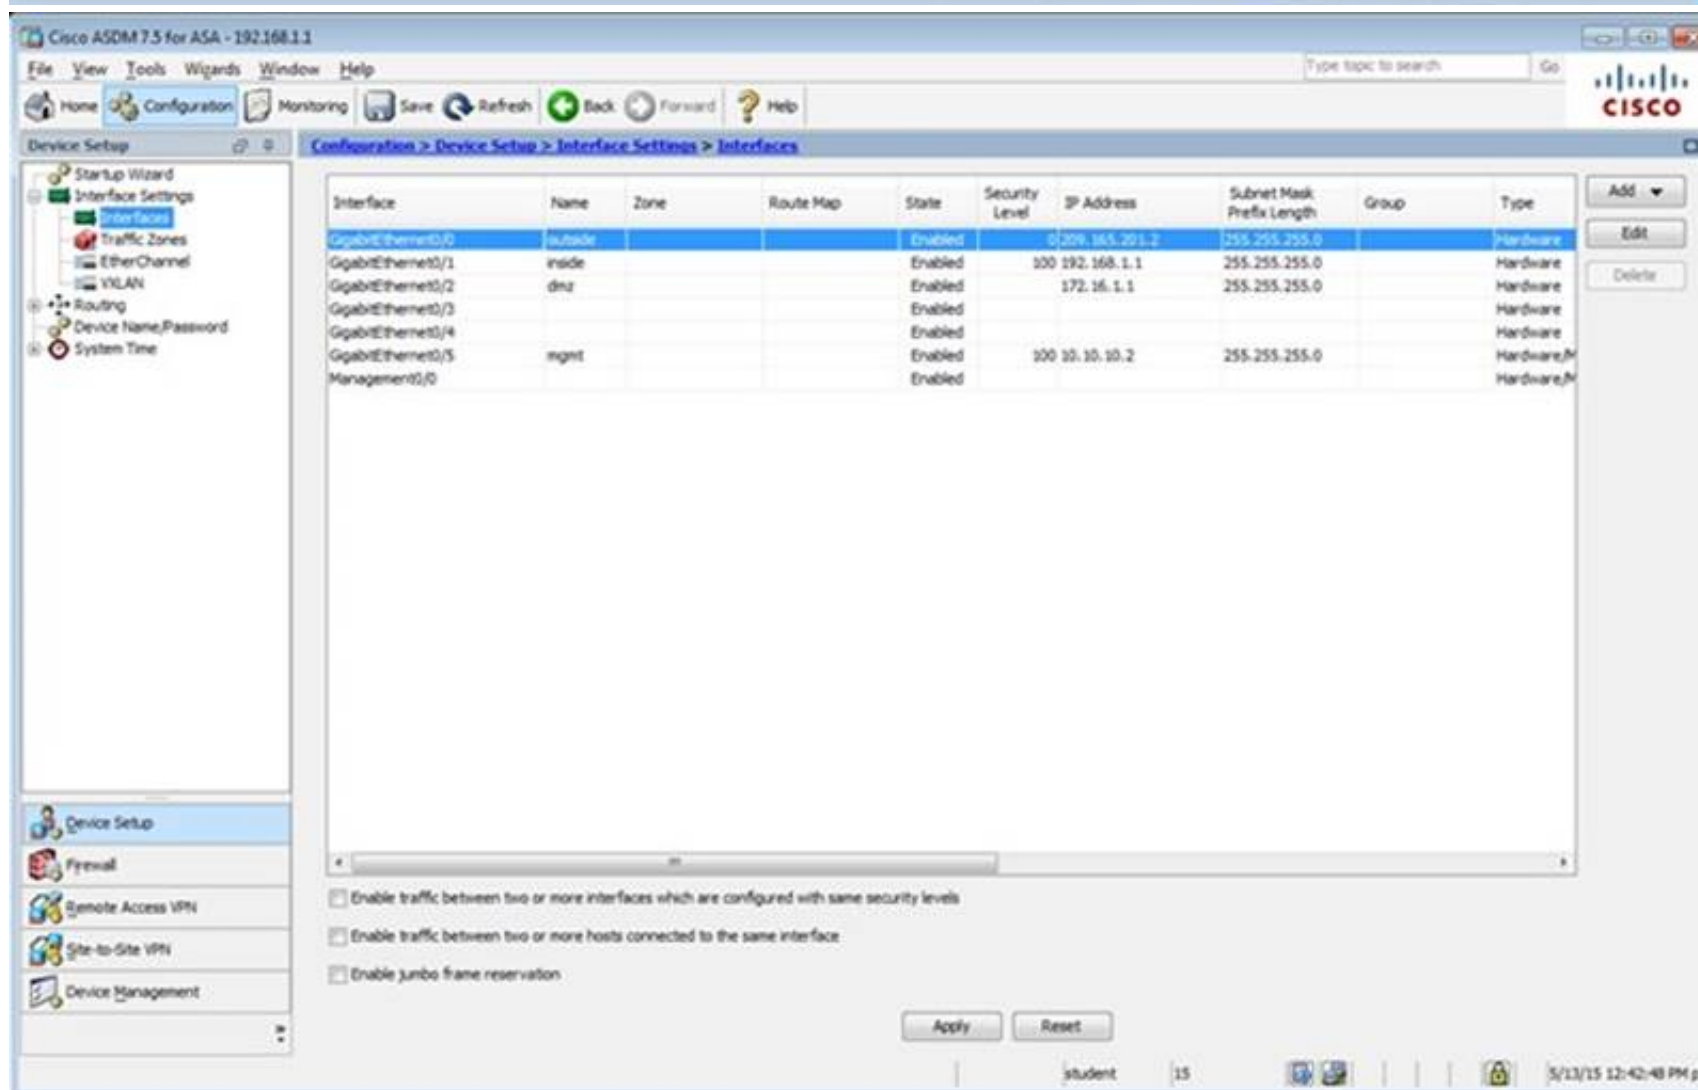 Cisco ASDM 7.5 for ASA - 192.168.1.1
File View Tools Wizards Window Help
Type topic to search Go
Home Configuration Monitoring Save Refresh Back Forward Help
CISCO
Device Setup
Configuration > Device Setup > Interface Settings > Interfaces
Startup Wizard
Interface Settings
Interfaces
Traffic Zones
EtherChannel
VXLAN
Routing
Device Name/Password
System Time
Interface Name Zone Route Map State Security Level IP Address Subnet Mask Prefix Length Group Type
GigabitEthernet0/0 outside Enabled 0 209.165.201.2 255.255.255.0 Hardware
GigabitEthernet0/1 inside Enabled 100 192.168.1.1 255.255.255.0 Hardware
GigabitEthernet0/2 dmz Enabled 172.16.1.1 255.255.255.0 Hardware
GigabitEthernet0/3 Enabled Hardware
GigabitEthernet0/4 Enabled Hardware
GigabitEthernet0/5 mgmt Enabled 100 10.10.10.2 255.255.255.0 Hardware/M
Management0/0 Enabled Hardware/M
Add
Edit
Delete
Device Setup
Firewall
Remote Access VPN
Site-to-Site VPN
Device Management
Enable traffic between two or more interfaces which are configured with same security levels
Enable traffic between two or more hosts connected to the same interface
Enable jumbo frame reservation
Apply Reset
student 15 5/13/15 12:42:48 PM